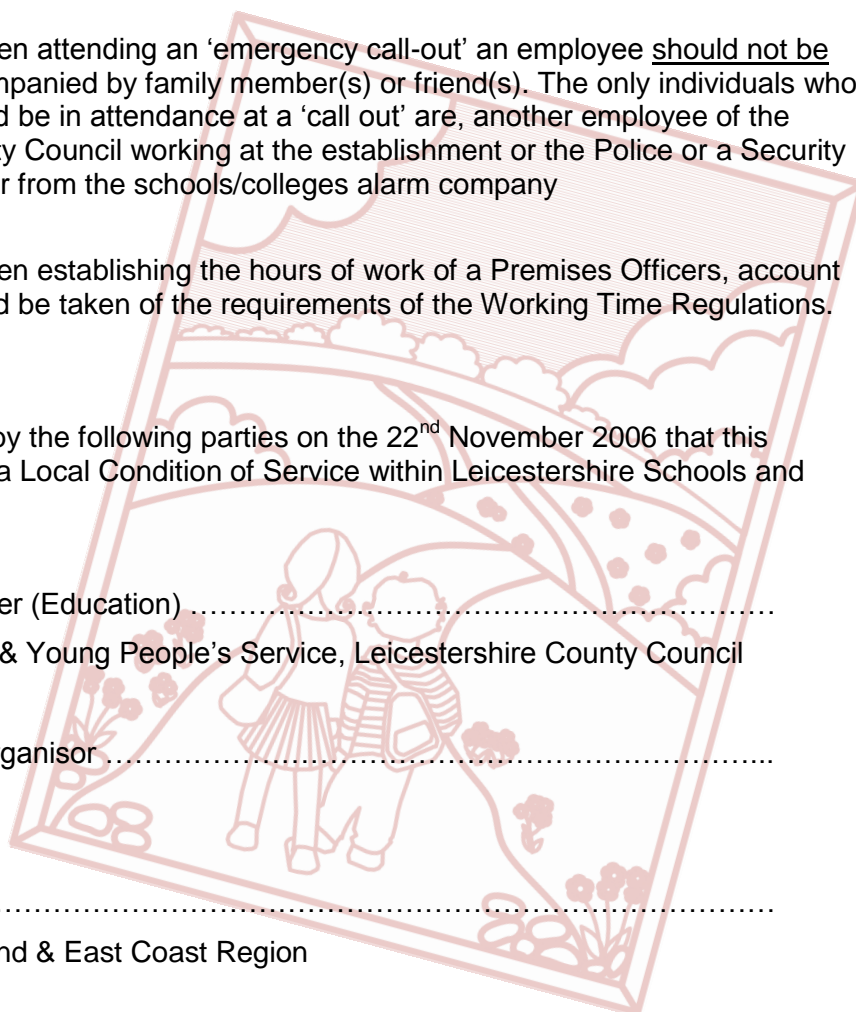 en attending an ‘emergency call-out’ an employee should not be
mpanied by family member(s) or friend(s). The only individuals who
d be in attendance at a ‘call out’ are, another employee of the
ty Council working at the establishment or the Police or a Security
r from the schools/colleges alarm company
en establishing the hours of work of a Premises Officers, account
d be taken of the requirements of the Working Time Regulations.
by the following parties on the 22nd November 2006 that this
a Local Condition of Service within Leicestershire Schools and
er (Education) ……………………………………………………………
& Young People’s Service, Leicestershire County Council
rganisor …………………………………………………………...
……………………………………………………………………
nd & East Coast Region